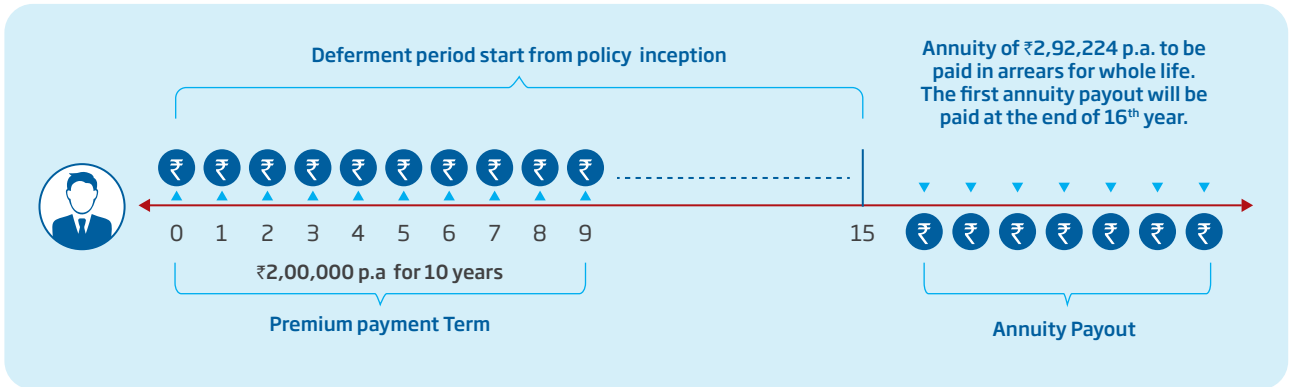 Deferment period start from policy inception
Annuity of ₹2,92,224 p.a. to be
paid in arrears for whole life.
The first annuity payout will be
paid at the end of 16th year.
₹ ₹ ₹ ₹ ₹ ₹ ₹ ₹ ₹ ₹
0 1 2 3 4 5 6 7 8 9 15
₹ ₹ ₹ ₹ ₹ ₹ ₹
₹2,00,000 p.a for 10 years
Premium payment Term
Annuity Payout